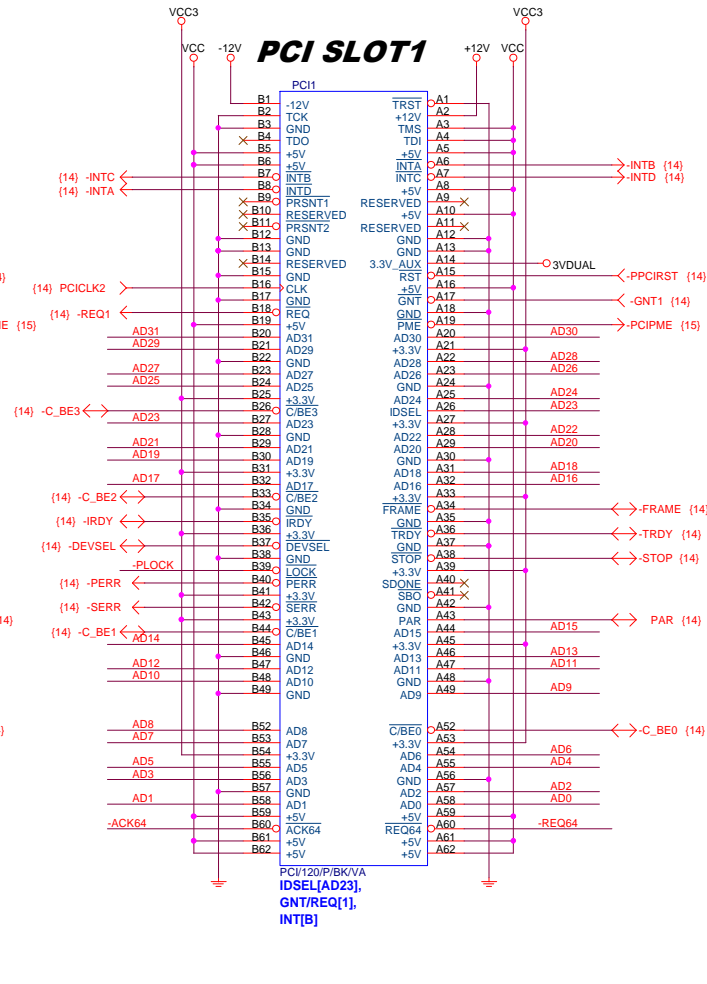 VCC3 VCC3
VCC -12V PCI SLOT1 +12V VCC
PCI1
B1 -12V TRST A1
B2 TCK +12V A2
B3 GND TMS A3
B4 TDO TDI A4
B5 +5V +5V A5
{14} -INTC B6 +5V INTA A6 -INTB {14}
{14} -INTA B7 INTB INTC A7 -INTD {14}
B8 INTD +5V A8
B9 PRSNT1 RESERVED A9
B10 RESERVED +5V A10
B11 PRSNT2 RESERVED A11
B12 GND GND A12
B13 GND GND A13
B14 RESERVED 3.3V_AUX A14 3VDUAL
B15 GND RST A15 -PPCIRST {14}
{14} PCICLK2 B16 CLK +5V A16
B17 GND GNT A17 -GNT1 {14}
{14} -REQ1 B18 REQ GND A18
E {15} B19 +5V PME A19 -PCIPME {15}
AD31 B20 AD31 AD30 A20 AD30
AD29 B21 AD29 +3.3V A21
B22 GND AD28 A22 AD28
AD27 B23 AD27 AD26 A23 AD26
AD25 B24 AD25 GND A24
B25 +3.3V AD24 A25 AD24
{14} -C_BE3 B26 C/BE3 IDSEL A26 AD23
AD23 B27 AD23 +3.3V A27
B28 GND AD22 A28 AD22
AD21 B29 AD21 AD20 A29 AD20
AD19 B30 AD19 GND A30
B31 +3.3V AD18 A31 AD18
AD17 B32 AD17 AD16 A32 AD16
{14} -C_BE2 B33 C/BE2 +3.3V A33
B34 GND FRAME A34 -FRAME {14}
{14} -IRDY B35 IRDY GND A35
B36 +3.3V TRDY A36 -TRDY {14}
{14} -DEVSEL B37 DEVSEL GND A37
B38 GND STOP A38 -STOP {14}
-PLOCK B39 LOCK +3.3V A39
{14} -PERR B40 PERR SDONE A40
B41 +3.3V SBO A41
{14} -SERR B42 SERR GND A42
B43 +3.3V PAR A43 PAR {14}
{14} -C_BE1 B44 C/BE1 AD15 A44 AD15
AD14 B45 AD14 +3.3V A45
B46 GND AD13 A46 AD13
AD12 B47 AD12 AD11 A47 AD11
AD10 B48 AD10 GND A48
B49 GND AD9 A49 AD9
AD8 B52 AD8 C/BE0 A52 -C_BE0 {14}
AD7 B53 AD7 +3.3V A53
B54 +3.3V AD6 A54 AD6
AD5 B55 AD5 AD4 A55 AD4
AD3 B56 AD3 GND A56
B57 GND AD2 A57 AD2
AD1 B58 AD1 AD0 A58 AD0
B59 +5V +5V A59
-ACK64 B60 ACK64 REQ64 A60 -REQ64
B61 +5V +5V A61
B62 +5V +5V A62
PCI/120/P/BK/VA
IDSEL[AD23],
GNT/REQ[1],
INT[B]